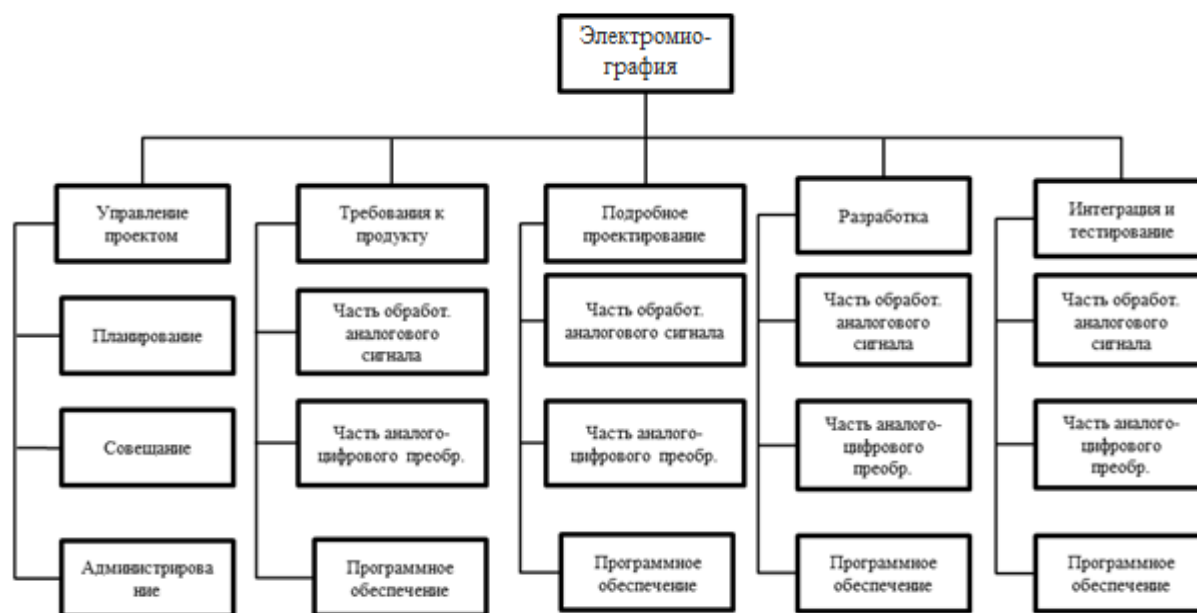 Электромио-
графия
Управление
проектом
Планирование
Совещание
Администрирова
ние
Требования к
продукту
Часть обработ.
аналогового
сигнала
Часть аналого-
цифрового преобр.
Программное
обеспечение
Подробное
проектирование
Часть обработ.
аналогового сигнала
Часть аналого-
цифрового преобр.
Программное
обеспечение
Разработка
Часть обработ.
аналогового
сигнала
Часть аналого-
цифрового
преобр.
Программное
обеспечение
Интеграция и
тестирование
Часть обработ.
аналогового
сигнала
Часть аналого-
цифрового
преобр.
Программное
обеспечение